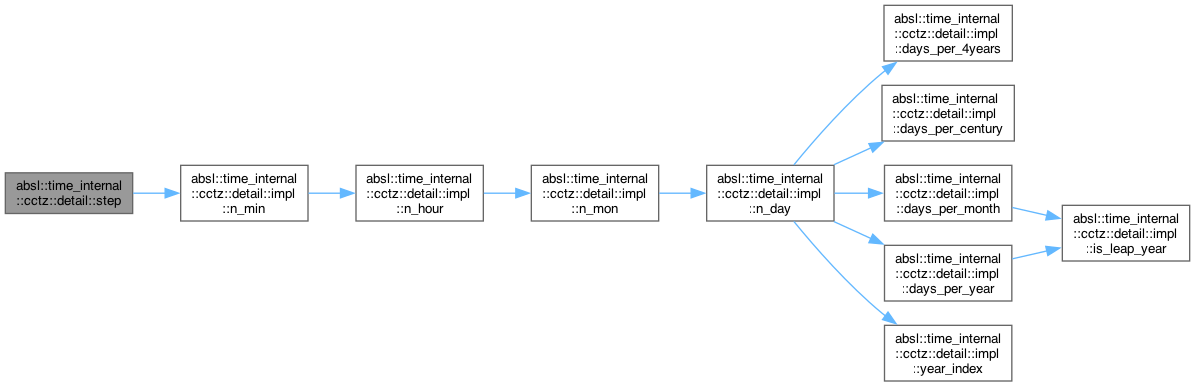 absl::time_internal
::cctz::detail::step
absl::time_internal
::cctz::detail::impl
::n_min
absl::time_internal
::cctz::detail::impl
::n_hour
absl::time_internal
::cctz::detail::impl
::n_mon
absl::time_internal
::cctz::detail::impl
::n_day
absl::time_internal
::cctz::detail::impl
::days_per_4years
absl::time_internal
::cctz::detail::impl
::days_per_century
absl::time_internal
::cctz::detail::impl
::days_per_month
absl::time_internal
::cctz::detail::impl
::days_per_year
absl::time_internal
::cctz::detail::impl
::year_index
absl::time_internal
::cctz::detail::impl
::is_leap_year